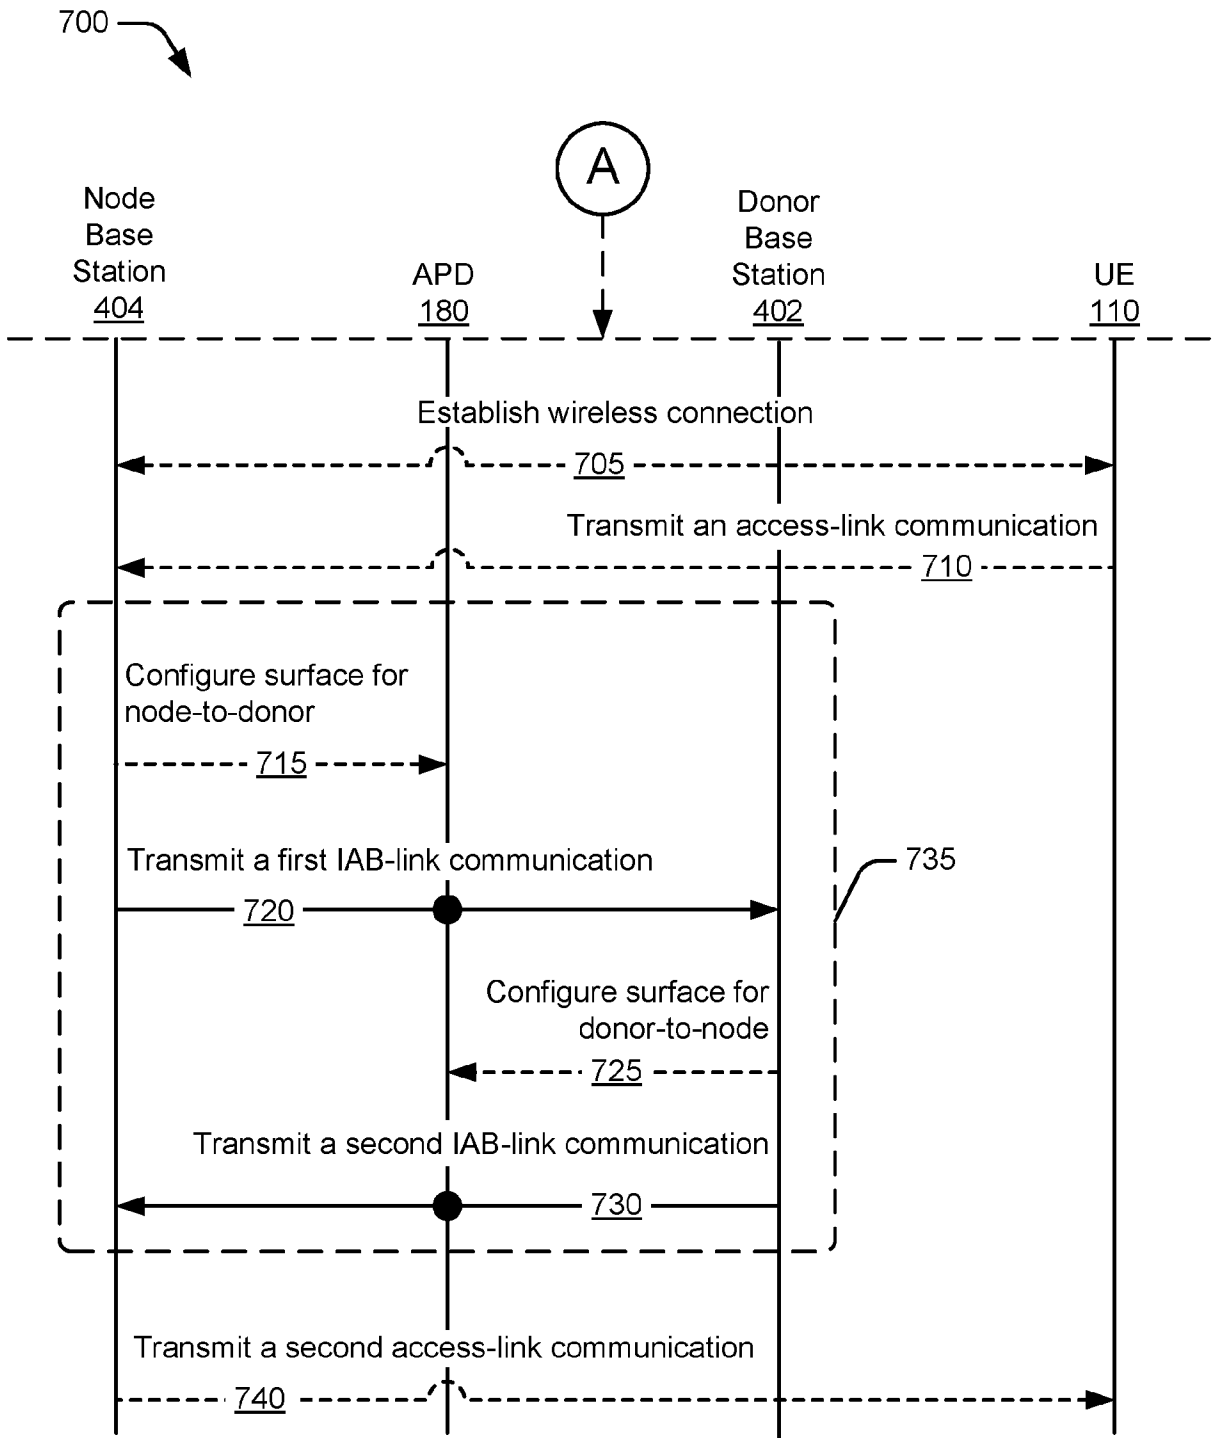 700
A
Node
Base
Station
404
APD
180
Donor
Base
Station
402
UE
110
Establish wireless connection
705
Transmit an access-link communication
710
Configure surface for
node-to-donor
715
Transmit a first IAB-link communication
735
720
Configure surface for
donor-to-node
725
Transmit a second IAB-link communication
730
Transmit a second access-link communication
740